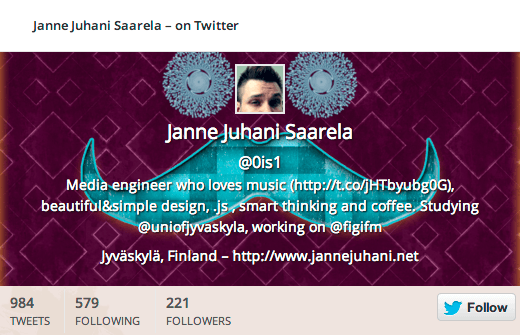 Janne Juhani Saarela – on Twitter
Janne Juhani Saarela
@0is1
Media engineer who loves music (http://t.co/jHTbyubg0G),
beautiful&simple design, .js , smart thinking and coffee. Studying
@uniofjyvaskyla, working on @figifm
Jyväskylä, Finland – http://www.jannejuhani.net
984 579 221
TWEETS FOLLOWING FOLLOWERS
Follow